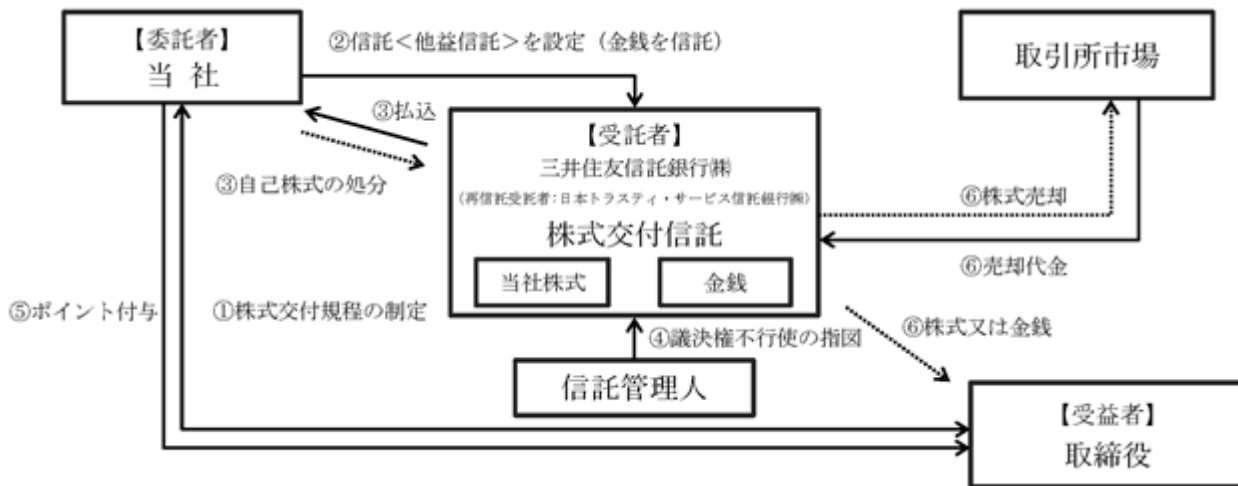 【委託者】
当 社
②信託＜他益信託＞を設定（金銭を信託）
取引所市場
③払込
③自己株式の処分
【受託者】
三井住友信託銀行㈱
（再信託受託者：日本トラスティ・サービス信託銀行㈱）
株式交付信託
当社株式
金銭
⑥株式売却
⑥売却代金
⑤ポイント付与
①株式交付規程の制定
④議決権不行使の指図
⑥株式又は金銭
信託管理人
【受益者】
取締役